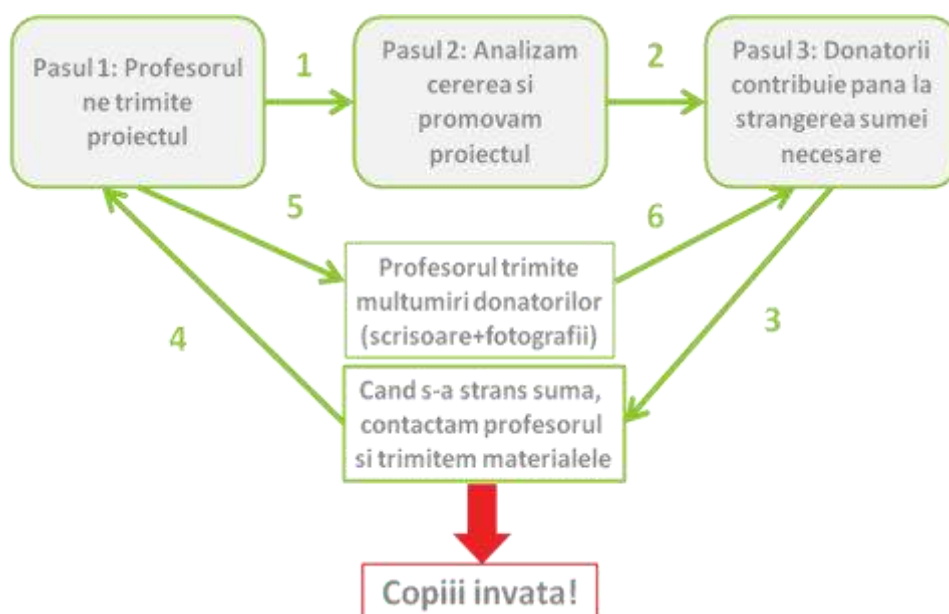 Pasul 1: Profesorul
ne trimite
proiectul
1
Pasul 2: Analizam
cererea si
promovam
proiectul
2
Pasul 3: Donatorii
contribuie pana la
strangerea sumei
necesare
5
6
Profesorul trimite
multumiri donatorilor
(scrisoare+fotografii)
4
3
Cand s-a strans suma,
contactam profesorul
si trimitem materialele
Copiii invata!